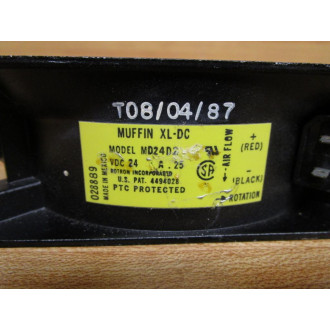 T08/04/87
MUFFIN XL-DC
MODEL MD24D2
VDC 24 A .25
ROTRON INCORPORATED
U.S. PAT. 4494028
PTC PROTECTED
028889
MADE IN MEXICO
AIR FLOW
+
(RED)
-
(BLACK)
ROTATION